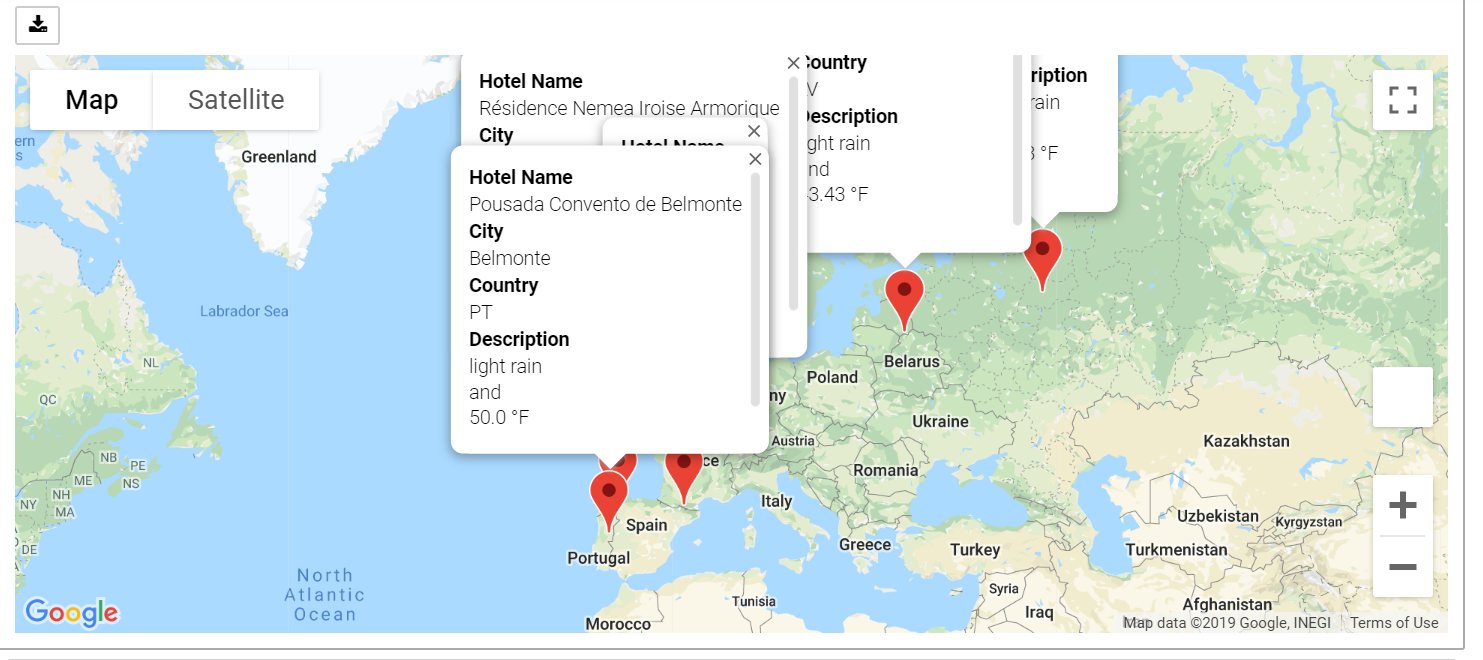 Map
Satellite
Hotel Name
Résidence Nemea Iroise Armorique
City
Hotel Name
Hotel Name
Pousada Convento de Belmonte
City
Belmonte
Country
PT
Description
light rain
and
50.0 °F
Country
V
Description
ght rain
nd
3.43 °F
ription
rain
3 °F
Greenland
Labrador Sea
NL
QC
NB
PE
ME
NS
NH
NY
MA
DE
North
Atlantic
Ocean
Poland
Belarus
ny
Ukraine
Austria
Kazakhstan
ce
Romania
Italy
Spain
Uzbekistan
Kyrgyzstan
Portugal
Greece
Turkey
Turkmenistan
Syria
Tunisia
Iraq
Afghanistan
Morocco
ern
s
Google
Map data ©2019 Google, INEGI
Terms of Use